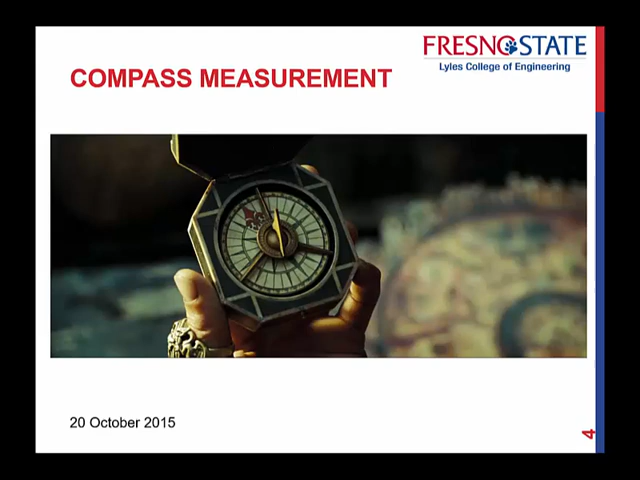 FRESNO STATE
Lyles College of Engineering
COMPASS MEASUREMENT
20 October 2015
4